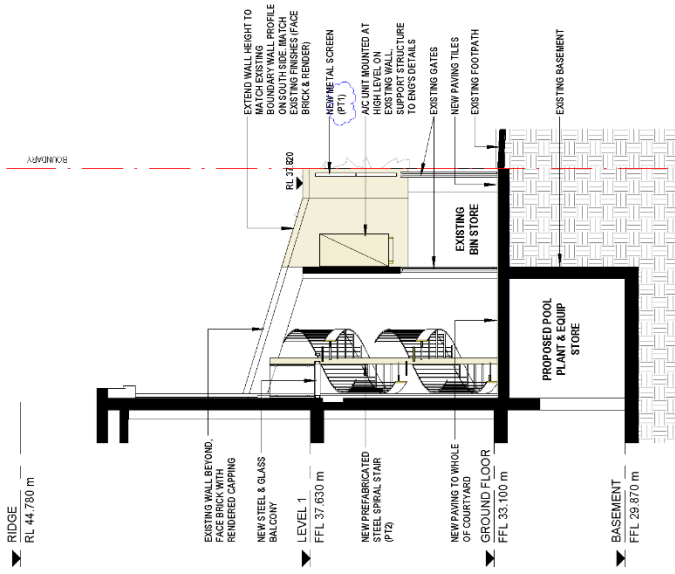 BOUNDARY
EXTEND WALL HEIGHT TO
MATCH EXISTING
BOUNDARY WALL PROFILE
ON SOUTH SIDE, MATCH
EXISTING FINISHES (FACE
BRICK & RENDER)
NEW METAL SCREEN
(PT1)
A/C UNIT MOUNTED AT
HIGH LEVEL ON
EXISTING WALL,
SUPPORT STRUCTURE
TO ENG'S DETAILS
EXISTING GATES
NEW PAVING TILES
EXISTING FOOTPATH
EXISTING BASEMENT
RL 37.820
EXISTING
BIN STORE
PROPOSED POOL
PLANT & EQUIP
STORE
EXISTING WALL BEYOND,
FACE BRICK WITH
RENDERED CAPPING
NEW STEEL & GLASS
BALCONY
NEW PREFABRICATED
STEEL SPIRAL STAIR
(PT2)
NEW PAVING TO WHOLE
OF COURTYARD
RIDGE
RL 44.780 m
LEVEL 1
FFL 37.630 m
GROUND FLOOR
FFL 33.100 m
BASEMENT
FFL 29.870 m